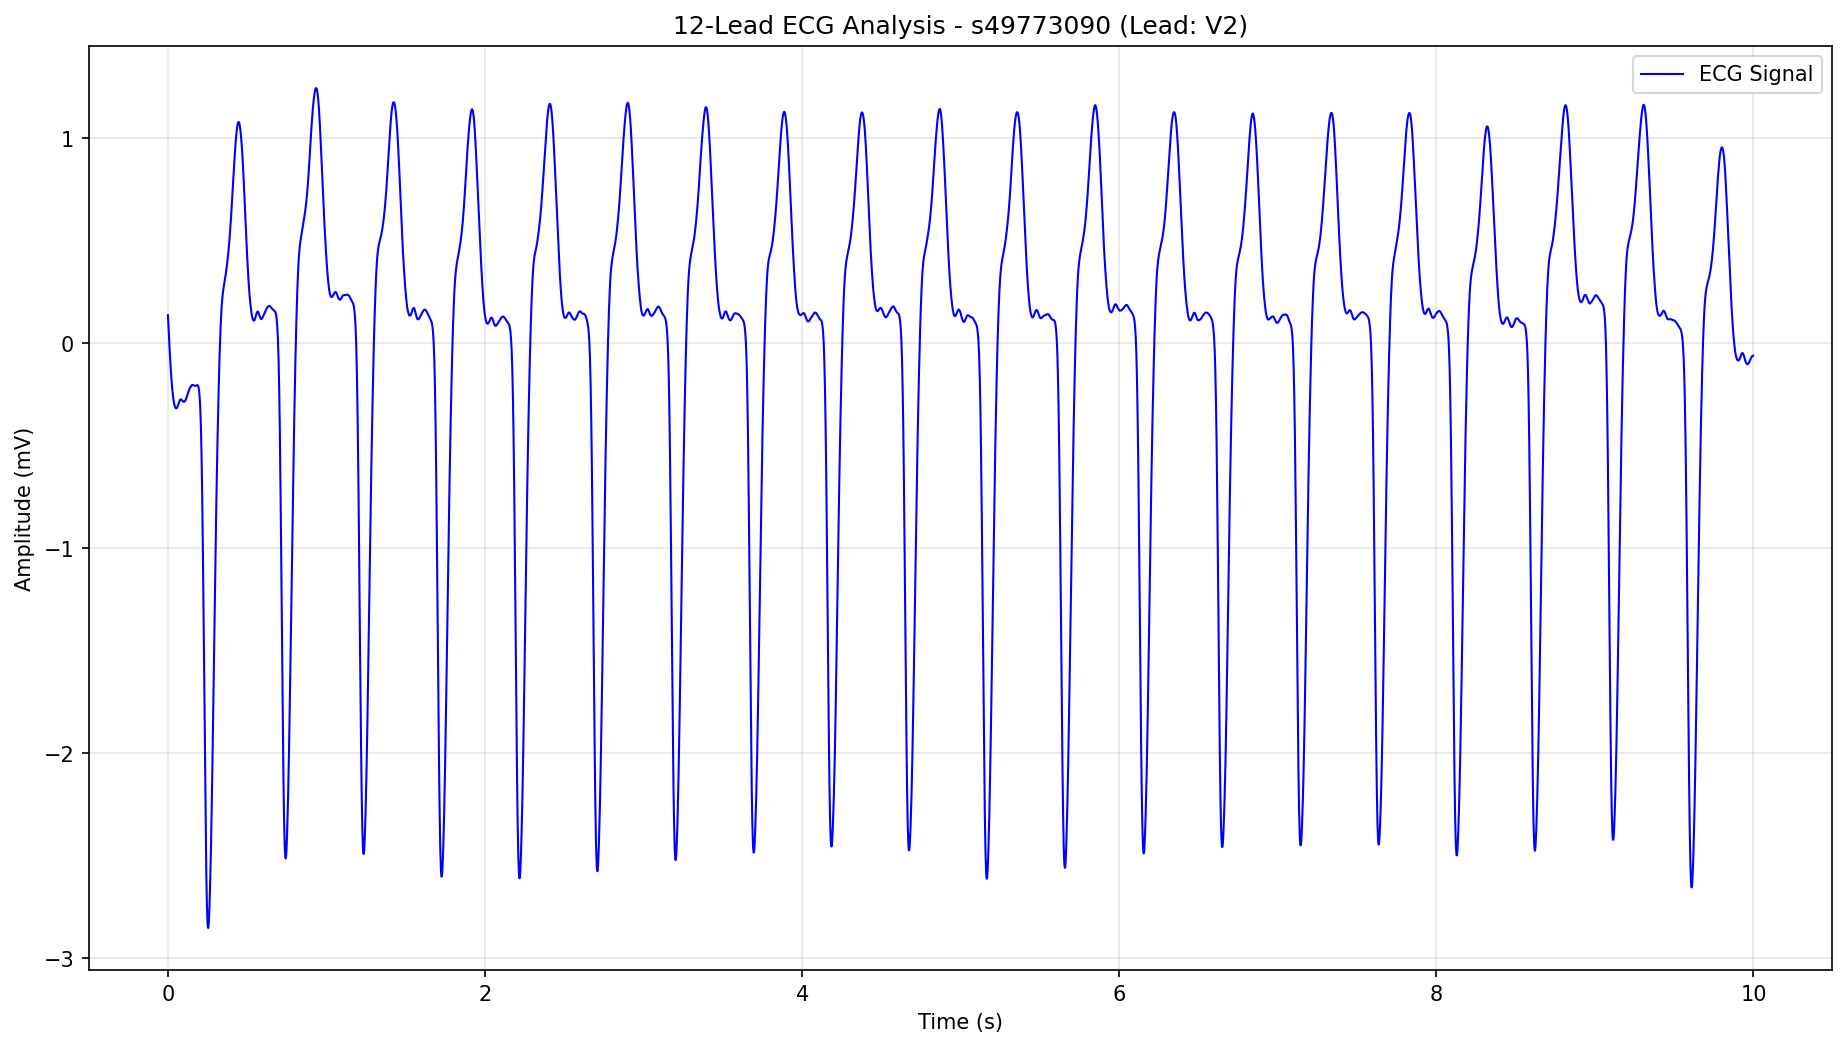 12-Lead ECG Analysis - s49773090 (Lead: V2)
ECG Signal
Amplitude (mV)
1
0
−1
−2
−3
0 2 4 6 8 10
Time (s)